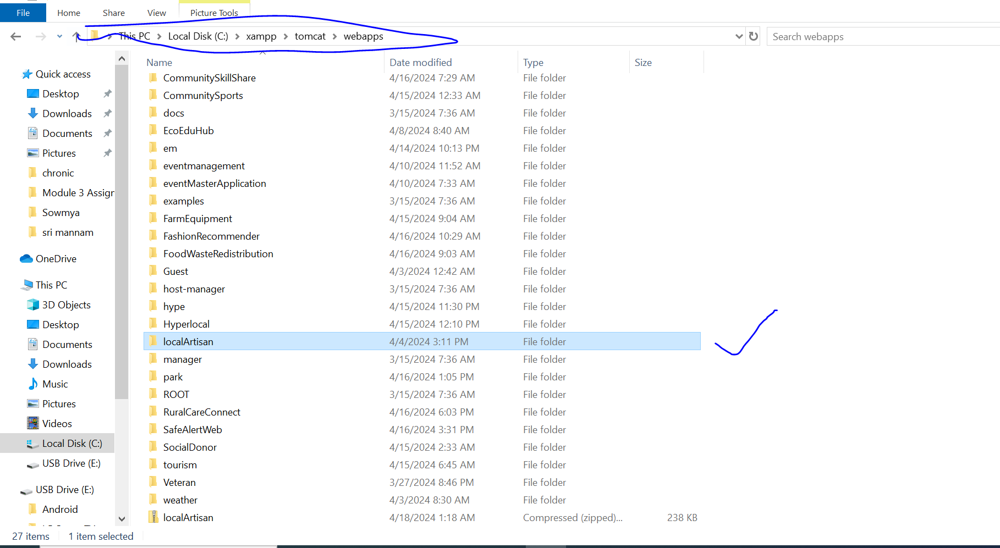 File Home Share View Picture Tools
This PC > Local Disk (C:) > xampp > tomcat > webapps
Search webapps
Name Date modified Type Size
Quick access
Desktop
Downloads
Documents
Pictures
chronic
Module 3 Assigr
Sowmya
sri mannam
OneDrive
This PC
3D Objects
Desktop
Documents
Downloads
Music
Pictures
Videos
Local Disk (C:)
USB Drive (E:)
USB Drive (E:)
Android
CommunitySkillShare 4/16/2024 7:29 AM File folder
CommunitySports 4/15/2024 12:33 AM File folder
docs 3/15/2024 7:36 AM File folder
EcoEduHub 4/8/2024 8:40 AM File folder
em 4/14/2024 10:13 PM File folder
eventmanagement 4/10/2024 11:52 AM File folder
eventMasterApplication 4/10/2024 7:33 AM File folder
examples 3/15/2024 7:36 AM File folder
FarmEquipment 4/15/2024 9:04 AM File folder
FashionRecommender 4/16/2024 10:29 AM File folder
FoodWasteRedistribution 4/16/2024 9:03 AM File folder
Guest 4/3/2024 12:42 AM File folder
host-manager 3/15/2024 7:36 AM File folder
hype 4/15/2024 11:30 PM File folder
Hyperlocal 4/15/2024 12:10 PM File folder
localArtisan 4/4/2024 3:11 PM File folder
manager 3/15/2024 7:36 AM File folder
park 4/16/2024 1:05 PM File folder
ROOT 3/15/2024 7:36 AM File folder
RuralCareConnect 4/16/2024 6:03 PM File folder
SafeAlertWeb 4/16/2024 3:31 PM File folder
SocialDonor 4/15/2024 2:33 AM File folder
tourism 4/15/2024 6:45 AM File folder
Veteran 3/27/2024 8:46 PM File folder
weather 4/3/2024 8:30 AM File folder
localArtisan 4/18/2024 1:18 AM Compressed (zipped)... 238 KB
27 items 1 item selected